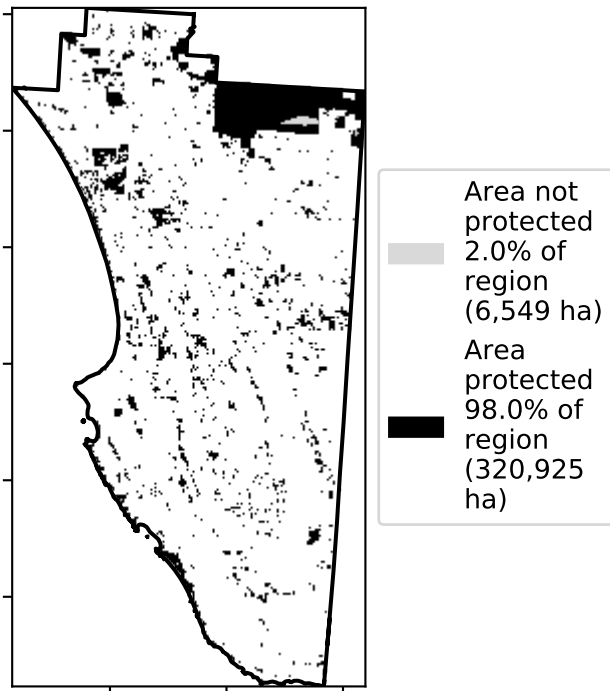 Area not
protected
2.0% of
region
(6,549 ha)
Area
protected
98.0% of
region
(320,925
ha)